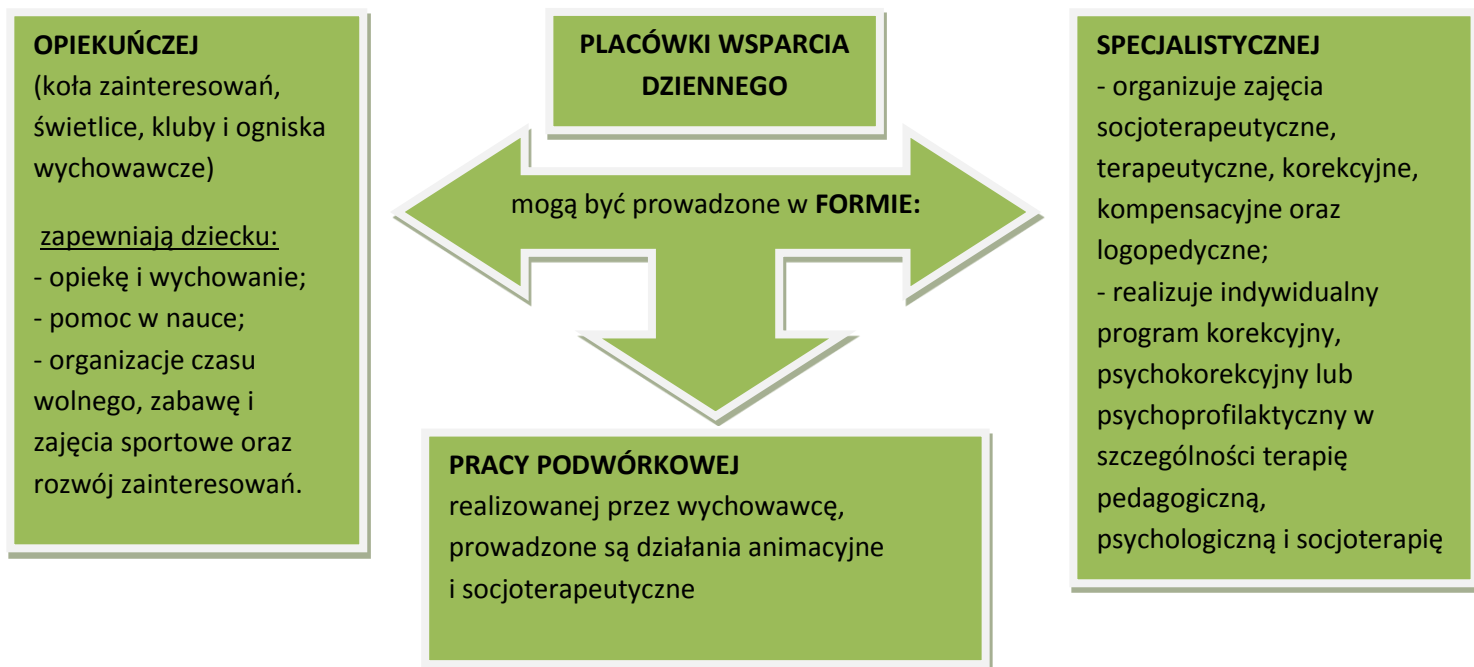 PLACÓWKI WSPARCIA
DZIENNEGO
mogą być prowadzone w FORMIE:
OPIEKUŃCZEJ
(koła zainteresowań,
świetlice, kluby i ogniska
wychowawcze)
zapewniają dziecku:
- opiekę i wychowanie;
- pomoc w nauce;
- organizacje czasu
wolnego, zabawę i
zajęcia sportowe oraz
rozwój zainteresowań.
PRACY PODWÓRKOWEJ
realizowanej przez wychowawcę,
prowadzone są działania animacyjne
i socjoterapeutyczne
SPECJALISTYCZNEJ
- organizuje zajęcia
socjoterapeutyczne,
terapeutyczne, korekcyjne,
kompensacyjne oraz
logopedyczne;
- realizuje indywidualny
program korekcyjny,
psychokorekcyjny lub
psychoprofilaktyczny w
szczególności terapię
pedagogiczną,
psychologiczną i socjoterapię